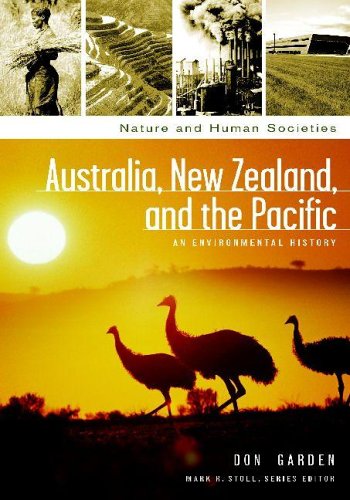 Nature and Human Societies
Australia, New Zealand,
and the Pacific
AN ENVIRONMENTAL HISTORY
DON GARDEN
MARK R. STOLL, SERIES EDITOR